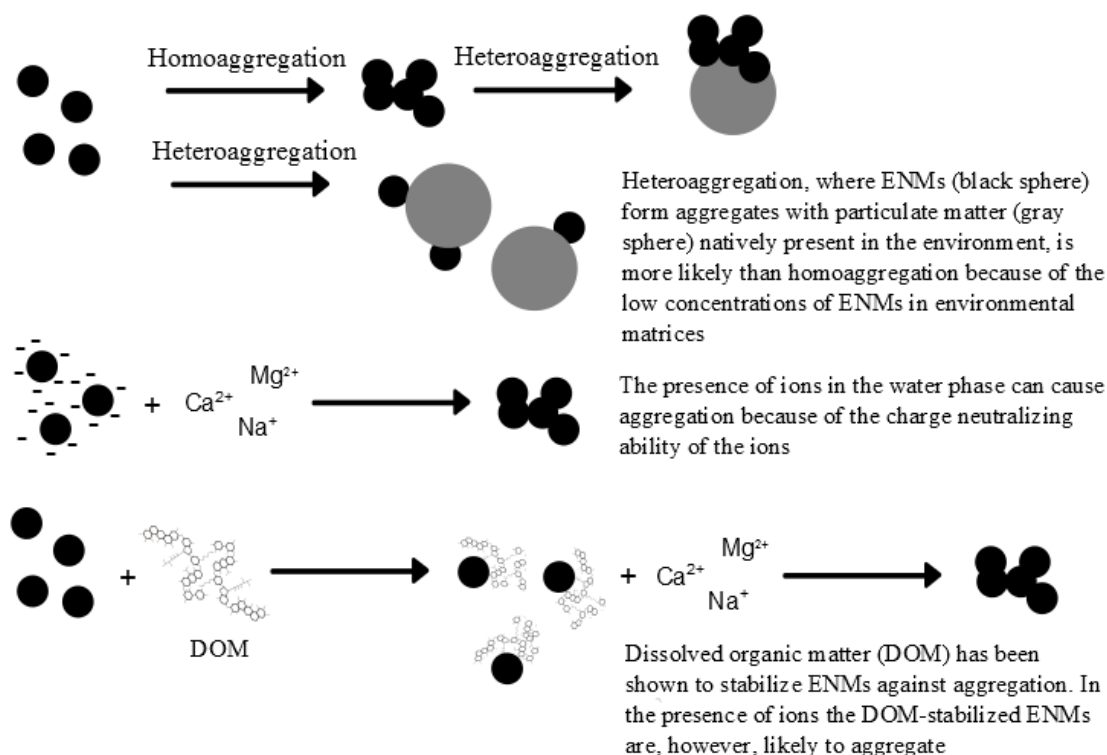 Homoaggregation
Heteroaggregation
Heteroaggregation
Heteroaggregation, where ENMs (black sphere)
form aggregates with particulate matter (gray
sphere) natively present in the environment, is
more likely than homoaggregation because of the
low concentrations of ENMs in environmental
matrices
+
Mg²⁺
Ca²⁺
Na⁺
The presence of ions in the water phase can cause
aggregation because of the charge neutralizing
ability of the ions
+
DOM
+
Mg²⁺
Ca²⁺
Na⁺
Dissolved organic matter (DOM) has been
shown to stabilize ENMs against aggregation. In
the presence of ions the DOM-stabilized ENMs
are, however, likely to aggregate